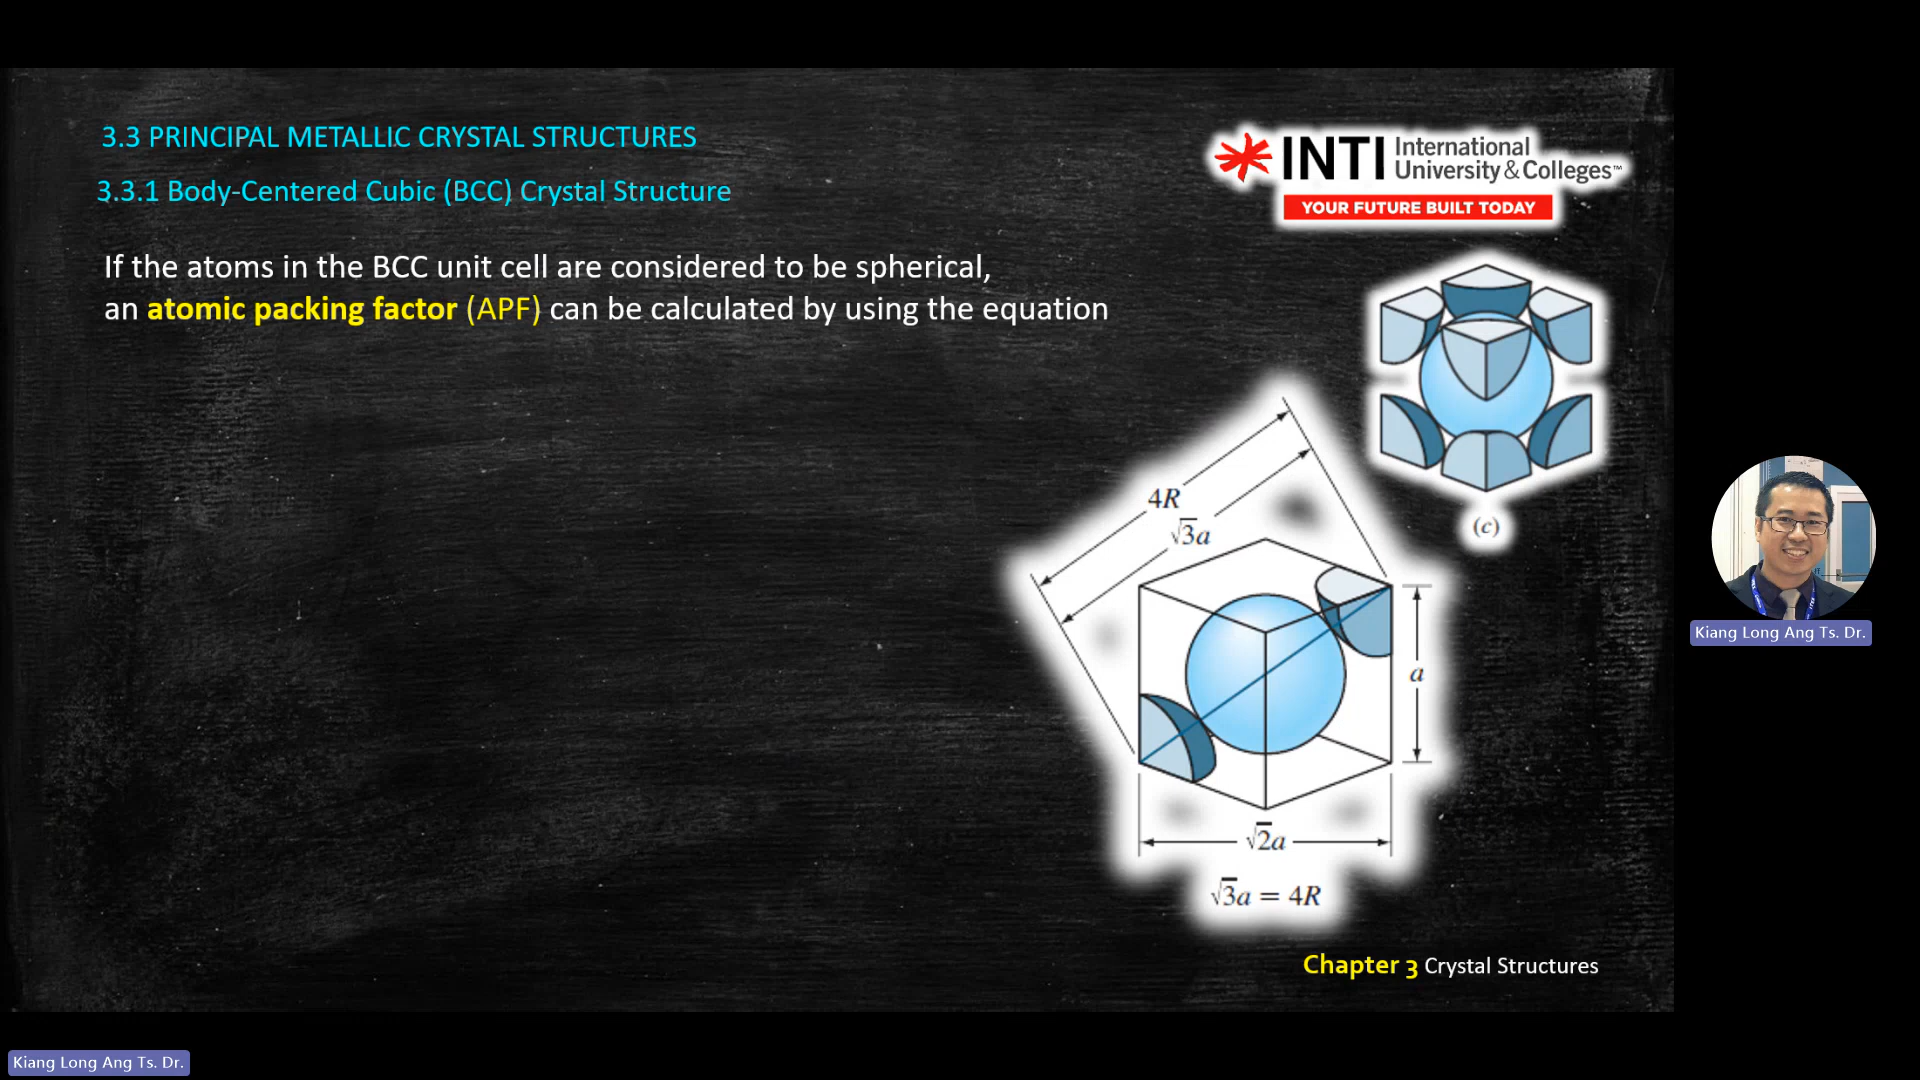 3.3 PRINCIPAL METALLIC CRYSTAL STRUCTURES
3.3.1 Body-Centered Cubic (BCC) Crystal Structure
INTI International
University & Colleges™
YOUR FUTURE BUILT TODAY
If the atoms in the BCC unit cell are considered to be spherical,
an atomic packing factor (APF) can be calculated by using the equation
(c)
4R
√3a
a
√2a
√3a = 4R
Chapter 3 Crystal Structures
Kiang Long Ang Ts. Dr.
Kiang Long Ang Ts. Dr.